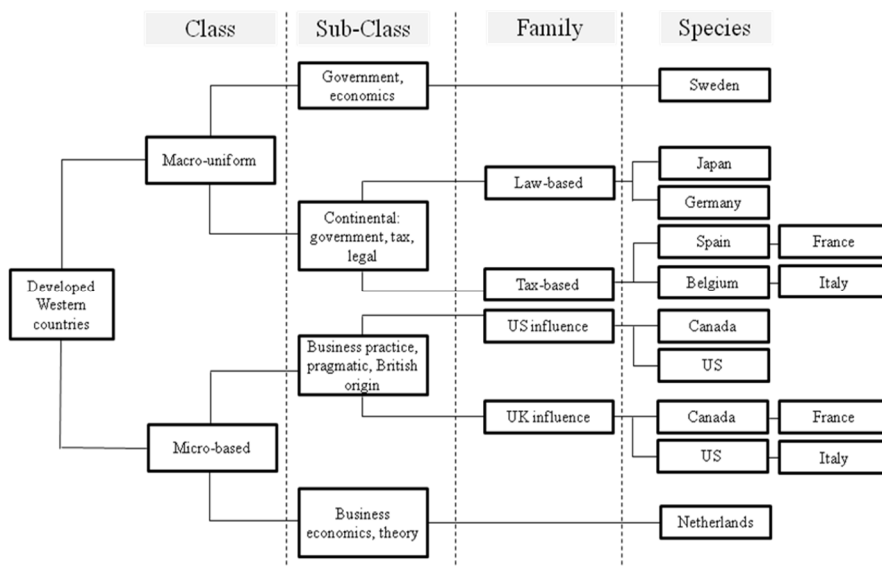 Class
Sub-Class
Family
Species
Government,
economics
Sweden
Macro-uniform
Japan
Law-based
Germany
Continental:
government, tax,
legal
Spain
France
Developed
Western
countries
Tax-based
Belgium
Italy
US influence
Canada
Business practice,
pragmatic, British
origin
US
UK influence
Canada
France
Micro-based
US
Italy
Business
economics, theory
Netherlands